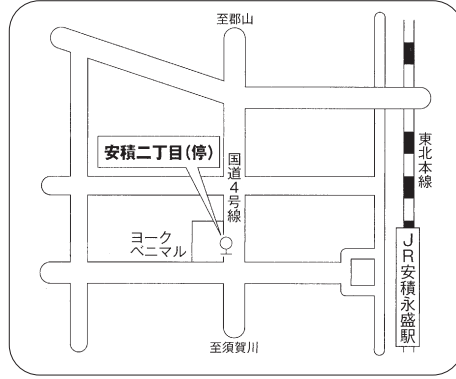 至郡山
安積二丁目(停)
国道4号線
東北本線
ヨーク
ベニマル
JR安積永盛駅
至須賀川